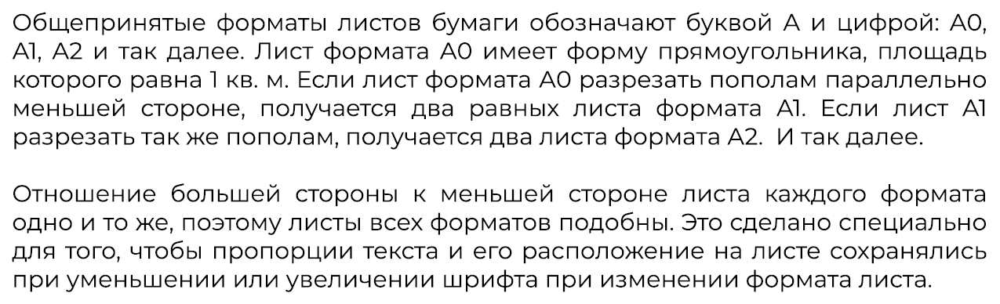 Общепринятые форматы листов бумаги обозначают буквой А и цифрой: А0,
А1, А2 и так далее. Лист формата А0 имеет форму прямоугольника, площадь
которого равна 1 кв. м. Если лист формата А0 разрезать пополам параллельно
меньшей стороне, получается два равных листа формата А1. Если лист А1
разрезать так же пополам, получается два листа формата А2.  И так далее.

Отношение большей стороны к меньшей стороне листа каждого формата
одно и то же, поэтому листы всех форматов подобны. Это сделано специально
для того, чтобы пропорции текста и его расположение на листе сохранялись
при уменьшении или увеличении шрифта при изменении формата листа.